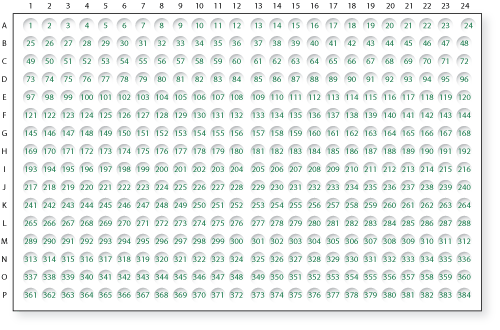 1 2 3 4 5 6 7 8 9 10 11 12 13 14 15 16 17 18 19 20 21 22 23 24
A 1 2 3 4 5 6 7 8 9 10 11 12 13 14 15 16 17 18 19 20 21 22 23 24
B 25 26 27 28 29 30 31 32 33 34 35 36 37 38 39 40 41 42 43 44 45 46 47 48
C 49 50 51 52 53 54 55 56 57 58 59 60 61 62 63 64 65 66 67 68 69 70 71 72
D 73 74 75 76 77 78 79 80 81 82 83 84 85 86 87 88 89 90 91 92 93 94 95 96
E 97 98 99 100 101 102 103 104 105 106 107 108 109 110 111 112 113 114 115 116 117 118 119 120
F 121 122 123 124 125 126 127 128 129 130 131 132 133 134 135 136 137 138 139 140 141 142 143 144
G 145 146 147 148 149 150 151 152 153 154 155 156 157 158 159 160 161 162 163 164 165 166 167 168
H 169 170 171 172 173 174 175 176 177 178 179 180 181 182 183 184 185 186 187 188 189 190 191 192
I 193 194 195 196 197 198 199 200 201 202 203 204 205 206 207 208 209 210 211 212 213 214 215 216
J 217 218 219 220 221 222 223 224 225 226 227 228 229 230 231 232 233 234 235 236 237 238 239 240
K 241 242 243 244 245 246 247 248 249 250 251 252 253 254 255 256 257 258 259 260 261 262 263 264
L 265 266 267 268 269 270 271 272 273 274 275 276 277 278 279 280 281 282 283 284 285 286 287 288
M 289 290 291 292 293 294 295 296 297 298 299 300 301 302 303 304 305 306 307 308 309 310 311 312
N 313 314 315 316 317 318 319 320 321 322 323 324 325 326 327 328 329 330 331 332 333 334 335 336
O 337 338 339 340 341 342 343 344 345 346 347 348 349 350 351 352 353 354 355 356 357 358 359 360
P 361 362 363 364 365 366 367 368 369 370 371 372 373 374 375 376 377 378 379 380 381 382 383 384